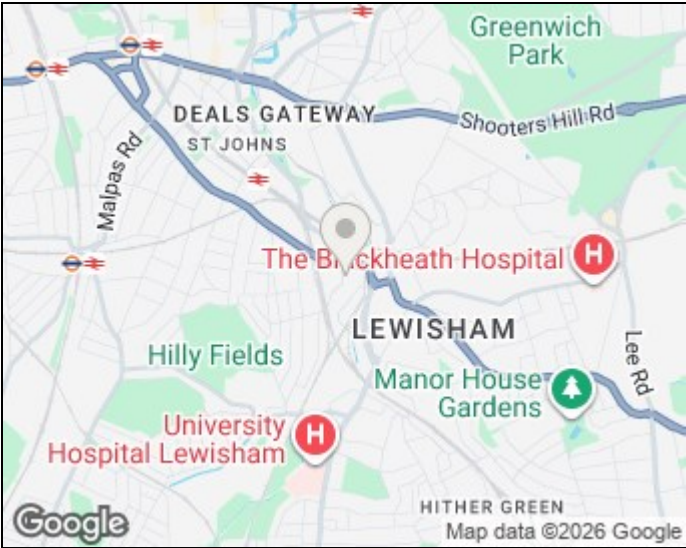 Greenwich
Park
DEALS GATEWAY
Shooters Hill Rd
ST JOHNS
Malpas Rd
The Blackheath Hospital
H
LEWISHAM
Hilly Fields
Lee Rd
Manor House
Gardens
University
Hospital Lewisham
H
HITHER GREEN
Google
Map data ©2026 Google